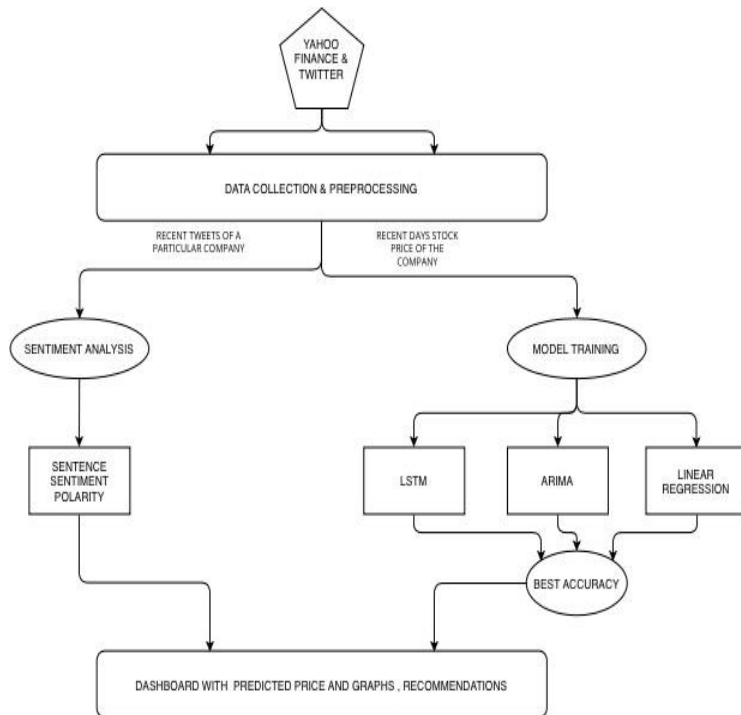 YAHOO
FINANCE &
TWITTER
DATA COLLECTION & PREPROCESSING
RECENT TWEETS OF A
PARTICULAR COMPANY
RECENT DAYS STOCK
PRICE OF THE
COMPANY
SENTIMENT ANALYSIS
MODEL TRAINING
SENTENCE
SENTIMENT
POLARITY
LSTM
ARIMA
LINEAR
REGRESSION
BEST ACCURACY
DASHBOARD WITH PREDICTED PRICE AND GRAPHS , RECOMMENDATIONS